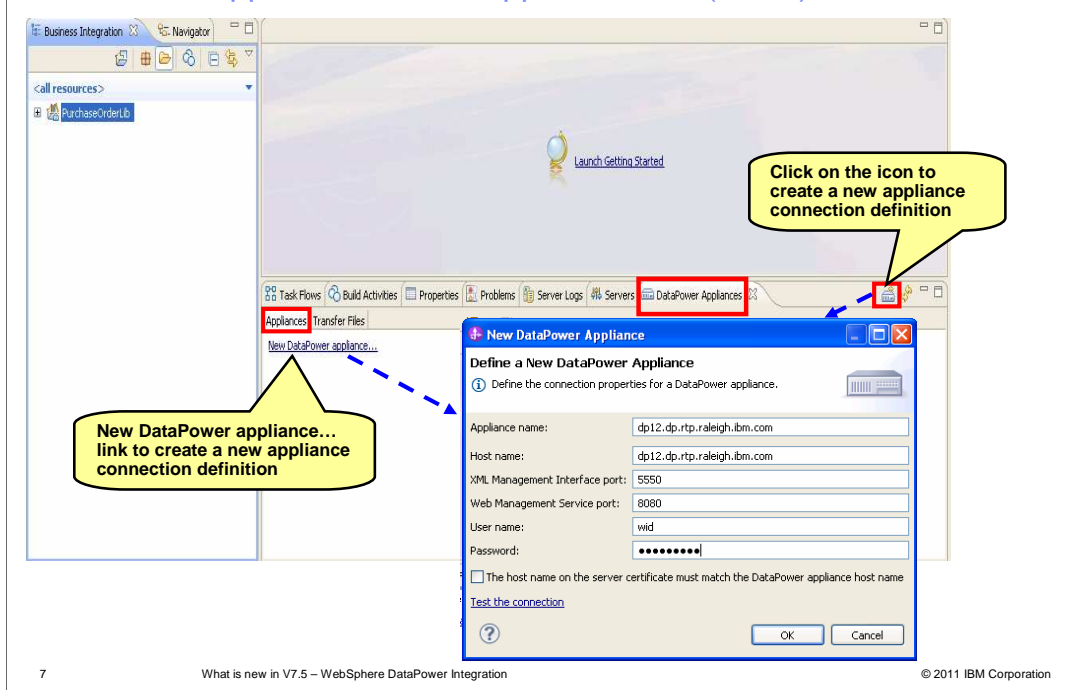 Business Integration
Navigator
<all resources>
PurchaseOrderLib
Launch Getting Started
Click on the icon to
create a new appliance
connection definition
Task Flows
Build Activities
Properties
Problems
Server Logs
Servers
DataPower Appliances
Appliances
Transfer Files
New DataPower appliance...
New DataPower appliance…
link to create a new appliance
connection definition
New DataPower Appliance
Define a New DataPower Appliance
Define the connection properties for a DataPower appliance.
Appliance name: dp12.dp.rtp.raleigh.ibm.com
Host name: dp12.dp.rtp.raleigh.ibm.com
XML Management Interface port: 5550
Web Management Service port: 8080
User name: wid
Password: ●●●●●●●●●
The host name on the server certificate must match the DataPower appliance host name
Test the connection
OK
Cancel
7
What is new in V7.5 – WebSphere DataPower Integration
© 2011 IBM Corporation